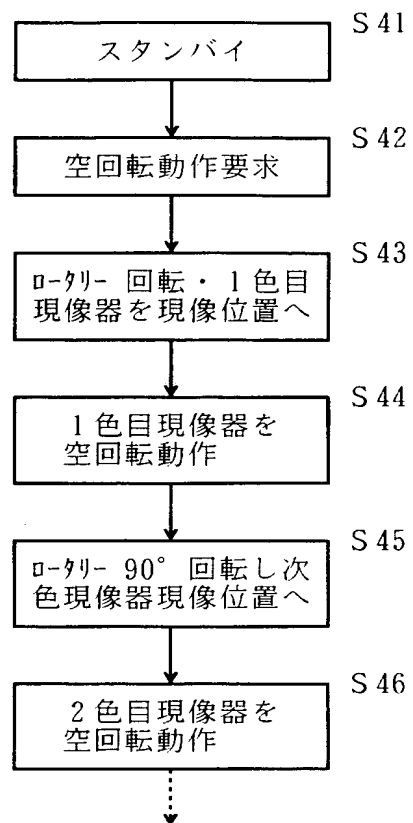 S41
スタンバイ
S42
空回転動作要求
S43
ﾛｰﾀﾘｰ 回転・1色目
現像器を現像位置へ
S44
1色目現像器を
空回転動作
S45
ﾛｰﾀﾘｰ 90° 回転し次
色現像器現像位置へ
S46
2色目現像器を
空回転動作